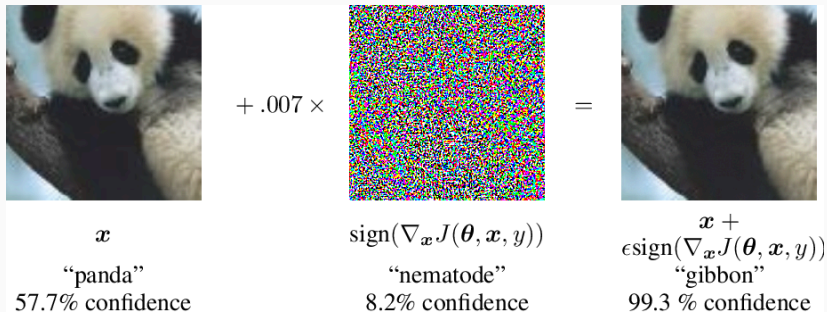 + .007 ×
=
x
sign(∇ₓJ(θ, x, y))
x +
ϵsign(∇ₓJ(θ, x, y))
“panda”
“nematode”
“gibbon”
57.7% confidence
8.2% confidence
99.3 % confidence